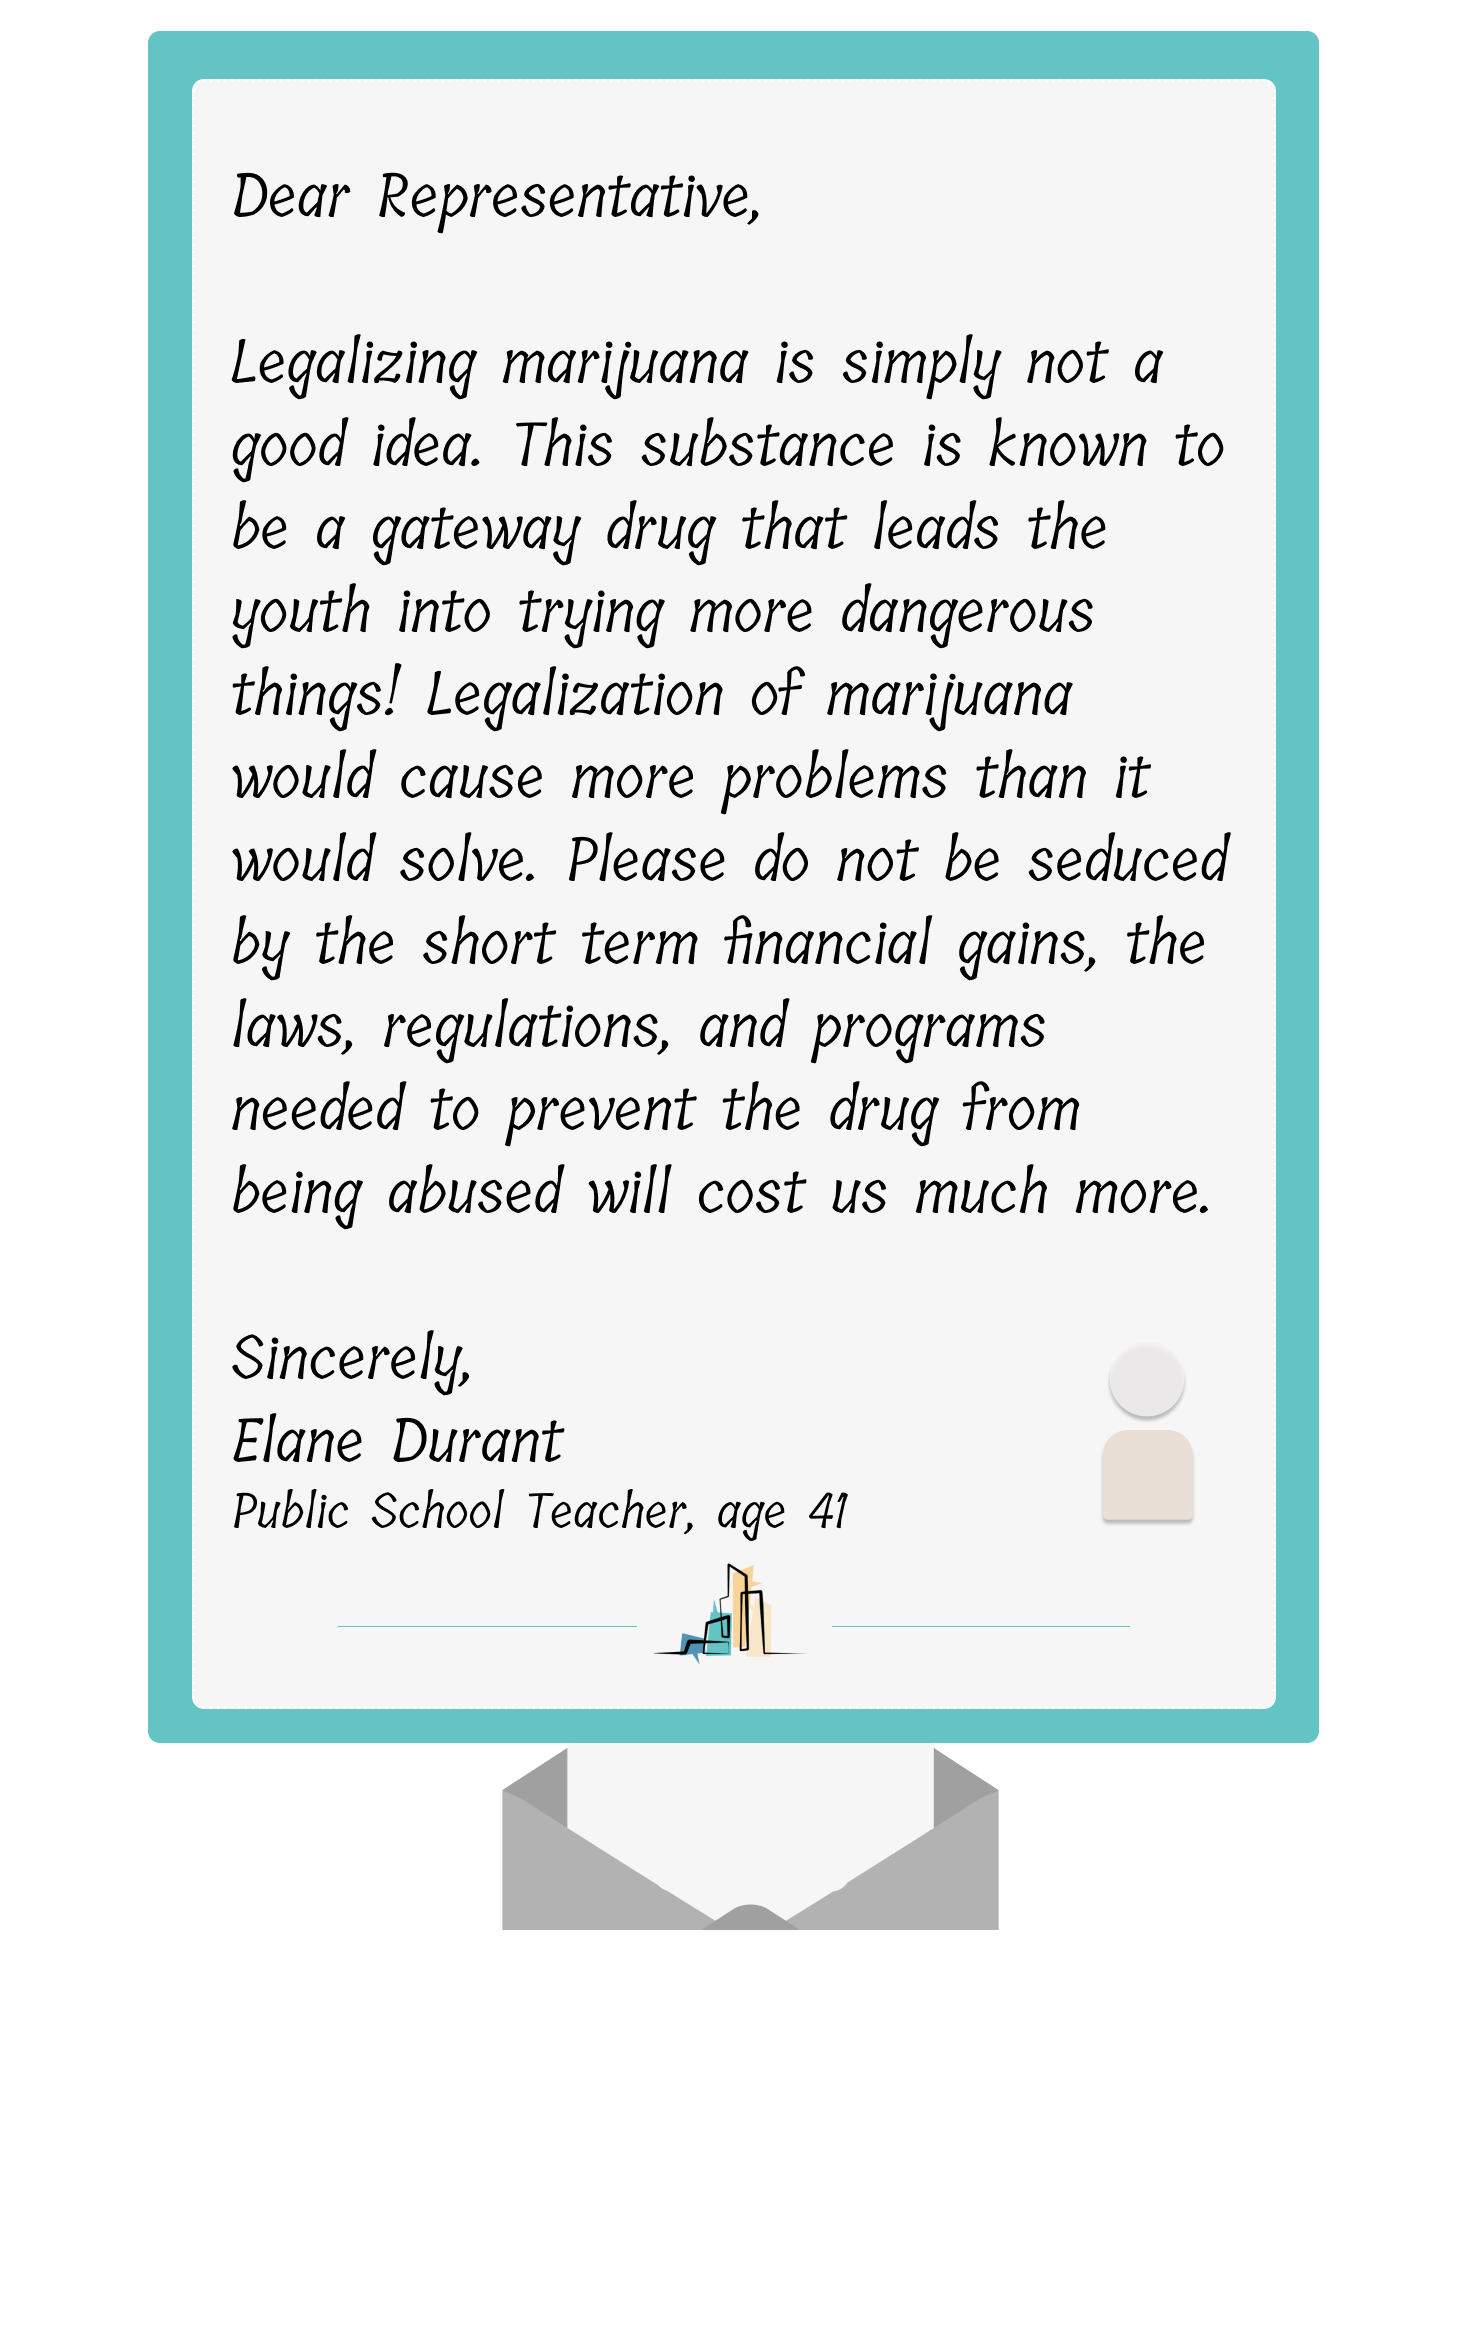 Dear Representative,
Legalizing marijuana is simply not a
good idea. This substance is known to
be a gateway drug that leads the
youth into trying more dangerous
things! Legalization of marijuana
would cause more problems than it
would solve. Please do not be seduced
by the short term financial gains, the
laws, regulations, and programs
needed to prevent the drug from
being abused will cost us much more.
Sincerely,
Elane Durant
Public School Teacher, age 41